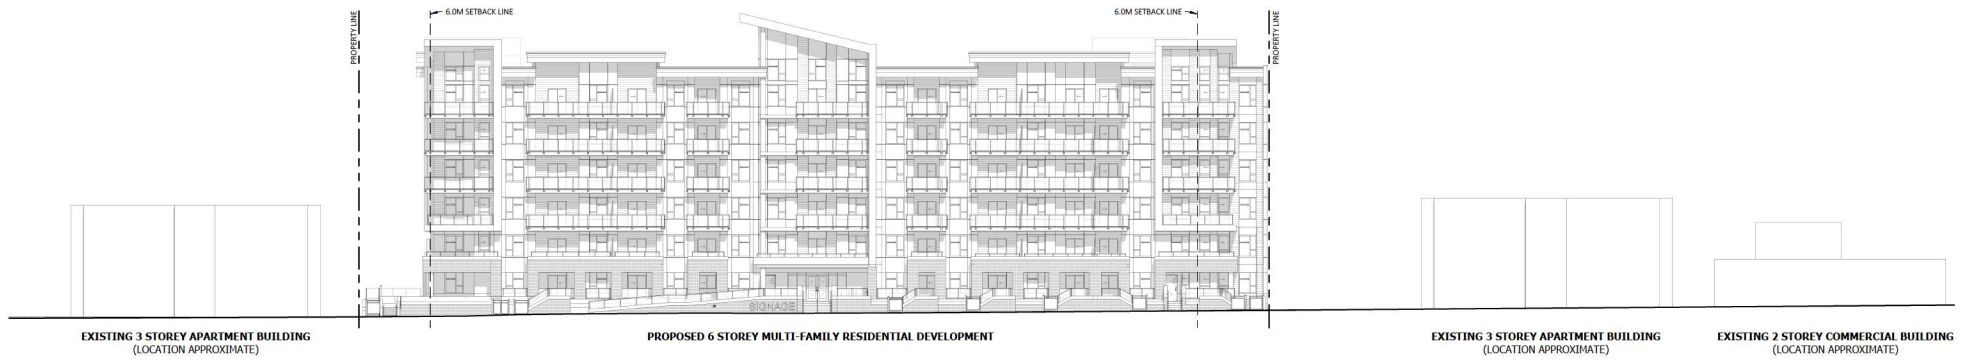 6.0M SETBACK LINE
6.0M SETBACK LINE
PROPERTY LINE
PROPERTY LINE
SIGNAGE
EXISTING 3 STOREY APARTMENT BUILDING
(LOCATION APPROXIMATE)
PROPOSED 6 STOREY MULTI-FAMILY RESIDENTIAL DEVELOPMENT
EXISTING 3 STOREY APARTMENT BUILDING
(LOCATION APPROXIMATE)
EXISTING 2 STOREY COMMERCIAL BUILDING
(LOCATION APPROXIMATE)